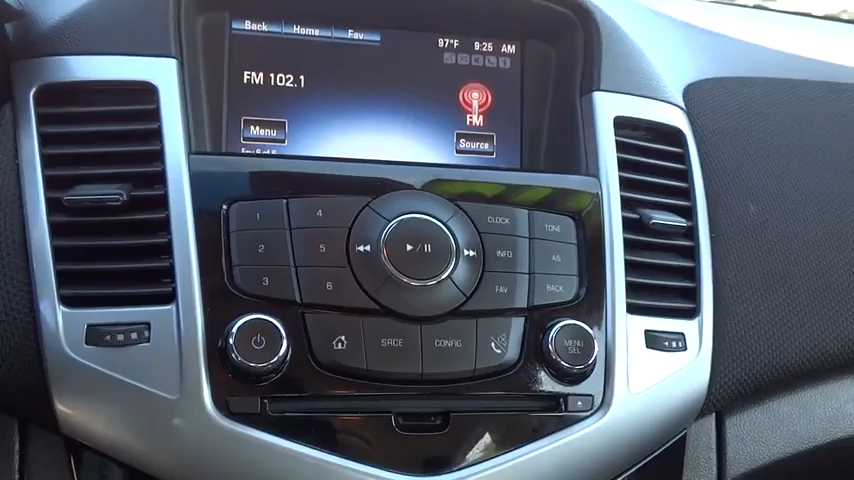 Back Home Fav
97°F 9:25 AM
FM 102.1
FM
Menu
Source
1 4 CLOCK TONE
2 5 INFO AS
3 6 FAV BACK
SRCE CONFIG
MENU
SEL